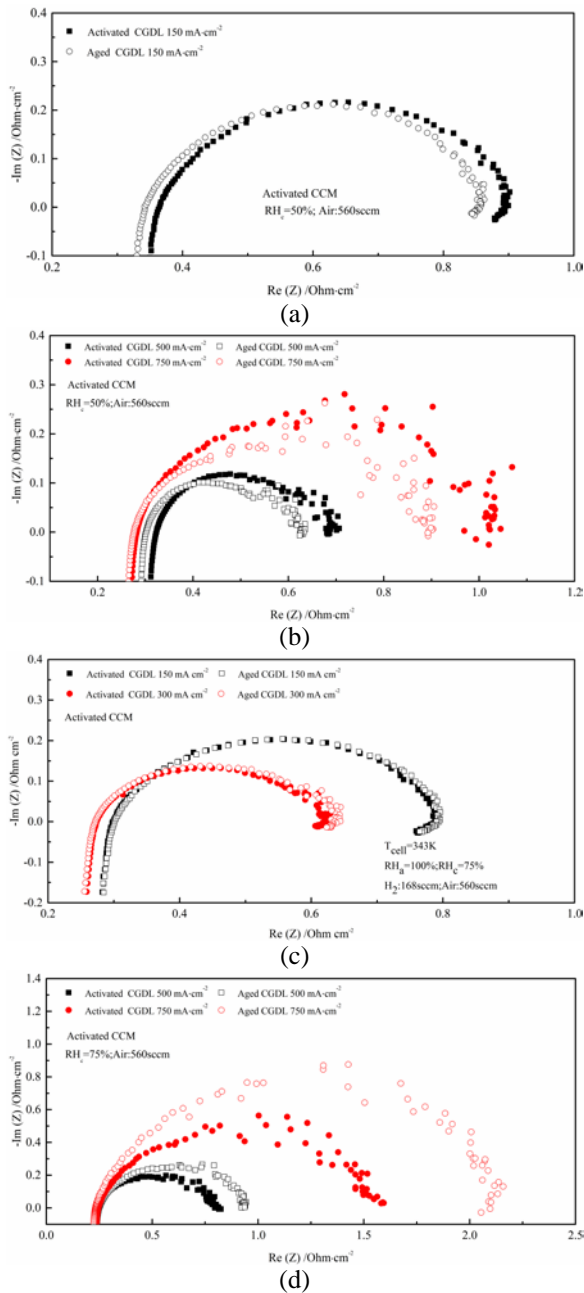 Activated CGDL 150 mA·cm⁻²
Aged CGDL 150 mA·cm⁻²
0.4
0.3
0.2
0.1
0.0
-0.1
-Im (Z) /Ohm·cm⁻²
Activated CCM
RHc=50%; Air:560sccm
0.2 0.4 0.6 0.8 1.0
Re (Z) /Ohm·cm⁻²
(a)
Activated CGDL 500 mA·cm⁻² Aged CGDL 500 mA·cm⁻²
Activated CGDL 750 mA·cm⁻² Aged CGDL 750 mA·cm⁻²
Activated CCM
RHc=50%;Air:560sccm
0.4
0.3
0.2
0.1
0.0
-0.1
-Im (Z) /Ohm·cm⁻²
0.2 0.4 0.6 0.8 1.0 1.2
Re (Z) /Ohm·cm⁻²
(b)
Activated CGDL 150 mA cm⁻² Aged CGDL 150 mA cm⁻²
Activated CGDL 300 mA cm⁻² Aged CGDL 300 mA cm⁻²
Activated CCM
0.4
0.3
0.2
0.1
0.0
-0.1
-0.2
-Im (Z) /Ohm cm⁻²
Tcell=343K
RHa=100%;RHc=75%
H₂:168sccm;Air:560sccm
0.2 0.4 0.6 0.8 1.0
Re (Z) /Ohm cm⁻²
(c)
Activated CGDL 500 mA·cm⁻² Aged CGDL 500 mA·cm⁻²
Activated CGDL 750 mA·cm⁻² Aged CGDL 750 mA·cm⁻²
Activated CCM
RHc=75%;Air:560sccm
1.4
1.2
1.0
0.8
0.6
0.4
0.2
0.0
-Im (Z) /Ohm·cm⁻²
0.0 0.5 1.0 1.5 2.0 2.5
Re (Z) /Ohm·cm⁻²
(d)